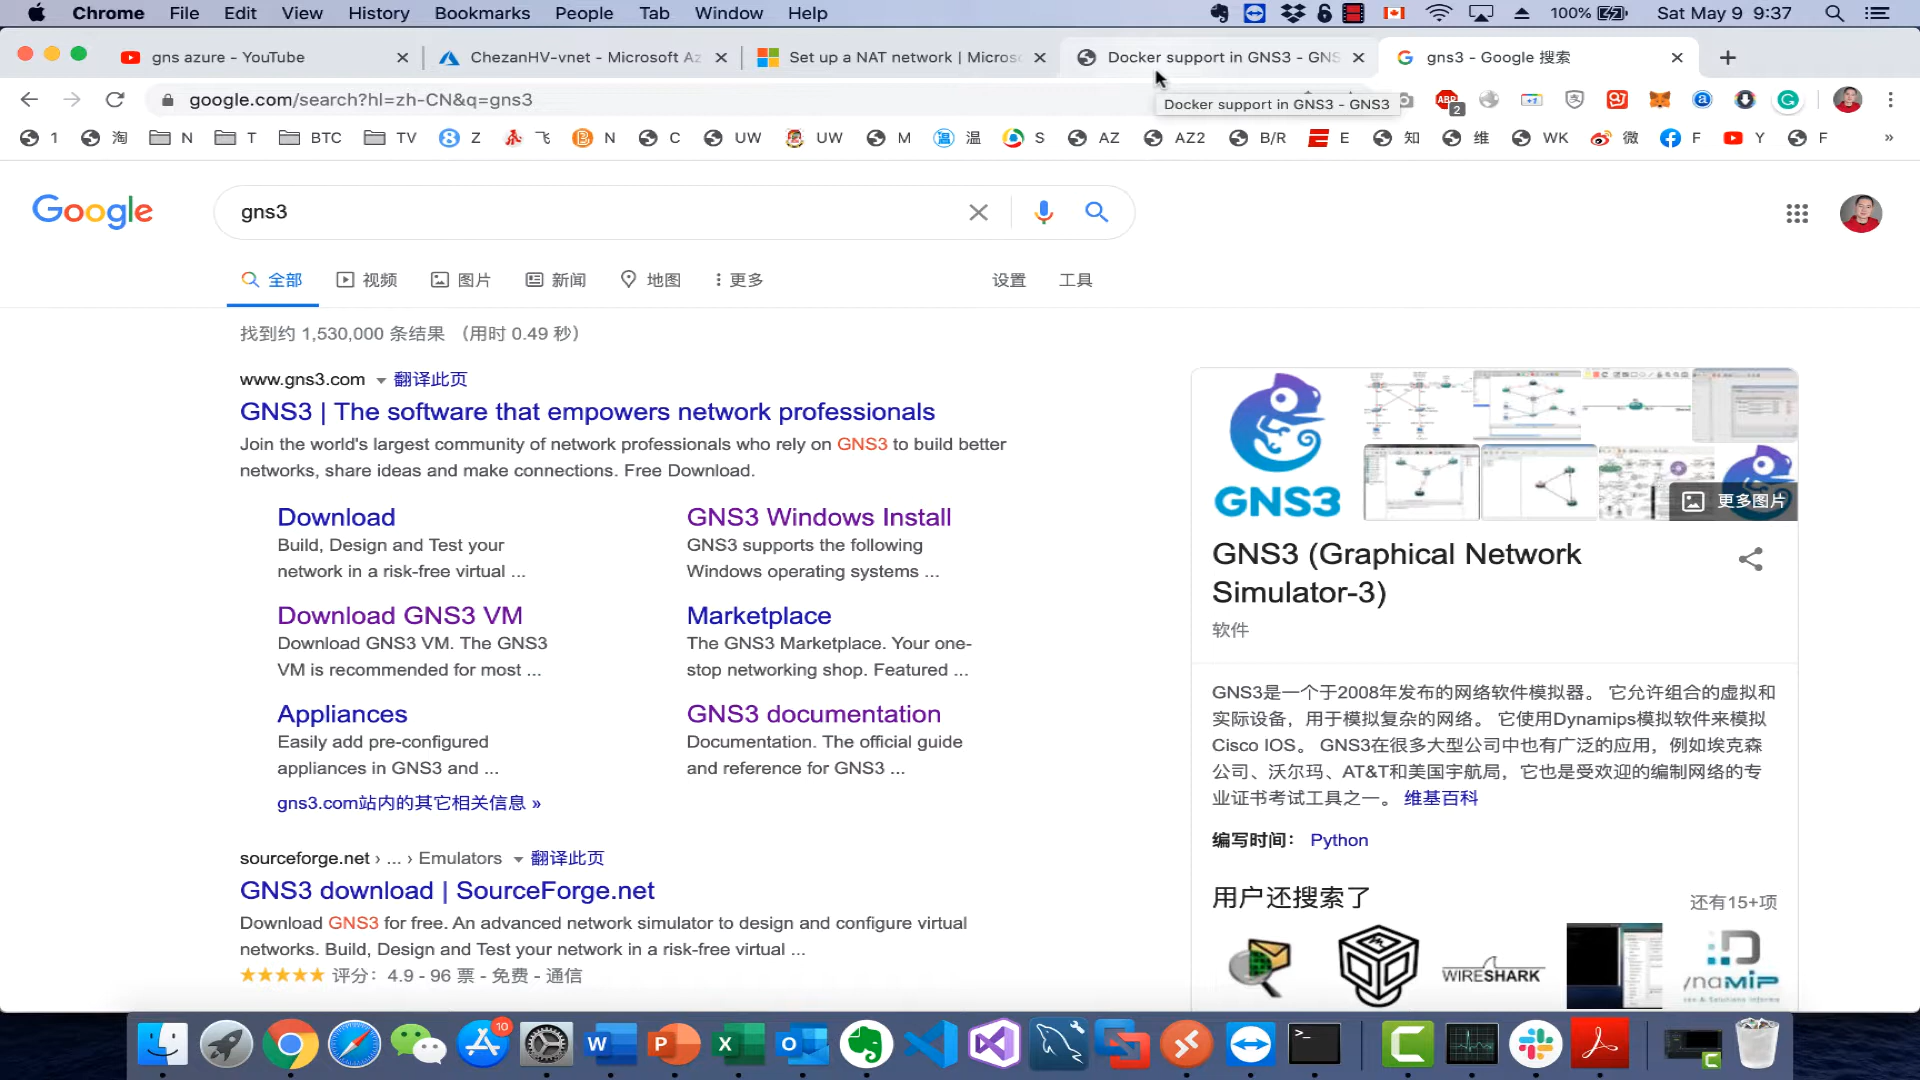 Chrome File Edit View History Bookmarks People Tab Window Help 100% Sat May 9 9:37
gns azure - YouTube ChezanHV-vnet - Microsoft Az Set up a NAT network | Microsc Docker support in GNS3 - GNS gns3 - Google 搜索
google.com/search?hl=zh-CN&q=gns3
Docker support in GNS3 - GNS3
ABP 2
1 淘 N T BTC TV Z 飞 N C UW UW M 温 S AZ AZ2 B/R E 知 维 WK 微 F Y F »
Google
gns3
全部 视频 图片 新闻 地图 更多 设置 工具
找到约 1,530,000 条结果 (用时 0.49 秒)
www.gns3.com 翻译此页
GNS3 | The software that empowers network professionals
Join the world's largest community of network professionals who rely on GNS3 to build better
networks, share ideas and make connections. Free Download.
Download
Build, Design and Test your
network in a risk-free virtual ...
GNS3 Windows Install
GNS3 supports the following
Windows operating systems ...
Download GNS3 VM
Download GNS3 VM. The GNS3
VM is recommended for most ...
Marketplace
The GNS3 Marketplace. Your one-
stop networking shop. Featured ...
Appliances
Easily add pre-configured
appliances in GNS3 and ...
GNS3 documentation
Documentation. The official guide
and reference for GNS3 ...
gns3.com站内的其它相关信息 »
sourceforge.net › ... › Emulators 翻译此页
GNS3 download | SourceForge.net
Download GNS3 for free. An advanced network simulator to design and configure virtual
networks. Build, Design and Test your network in a risk-free virtual ...
评分：4.9 - 96 票 - 免费 - 通信
GNS3
更多图片
GNS3 (Graphical Network
Simulator-3)
软件
GNS3是一个于2008年发布的网络软件模拟器。 它允许组合的虚拟和
实际设备，用于模拟复杂的网络。 它使用Dynamips模拟软件来模拟
Cisco IOS。 GNS3在很多大型公司中也有广泛的应用，例如埃克森
公司、沃尔玛、AT&T和美国宇航局，它也是受欢迎的编制网络的专
业证书考试工具之一。 维基百科
编写时间： Python
用户还搜索了
还有15+项
WIRESHARK
ynaMIP
10